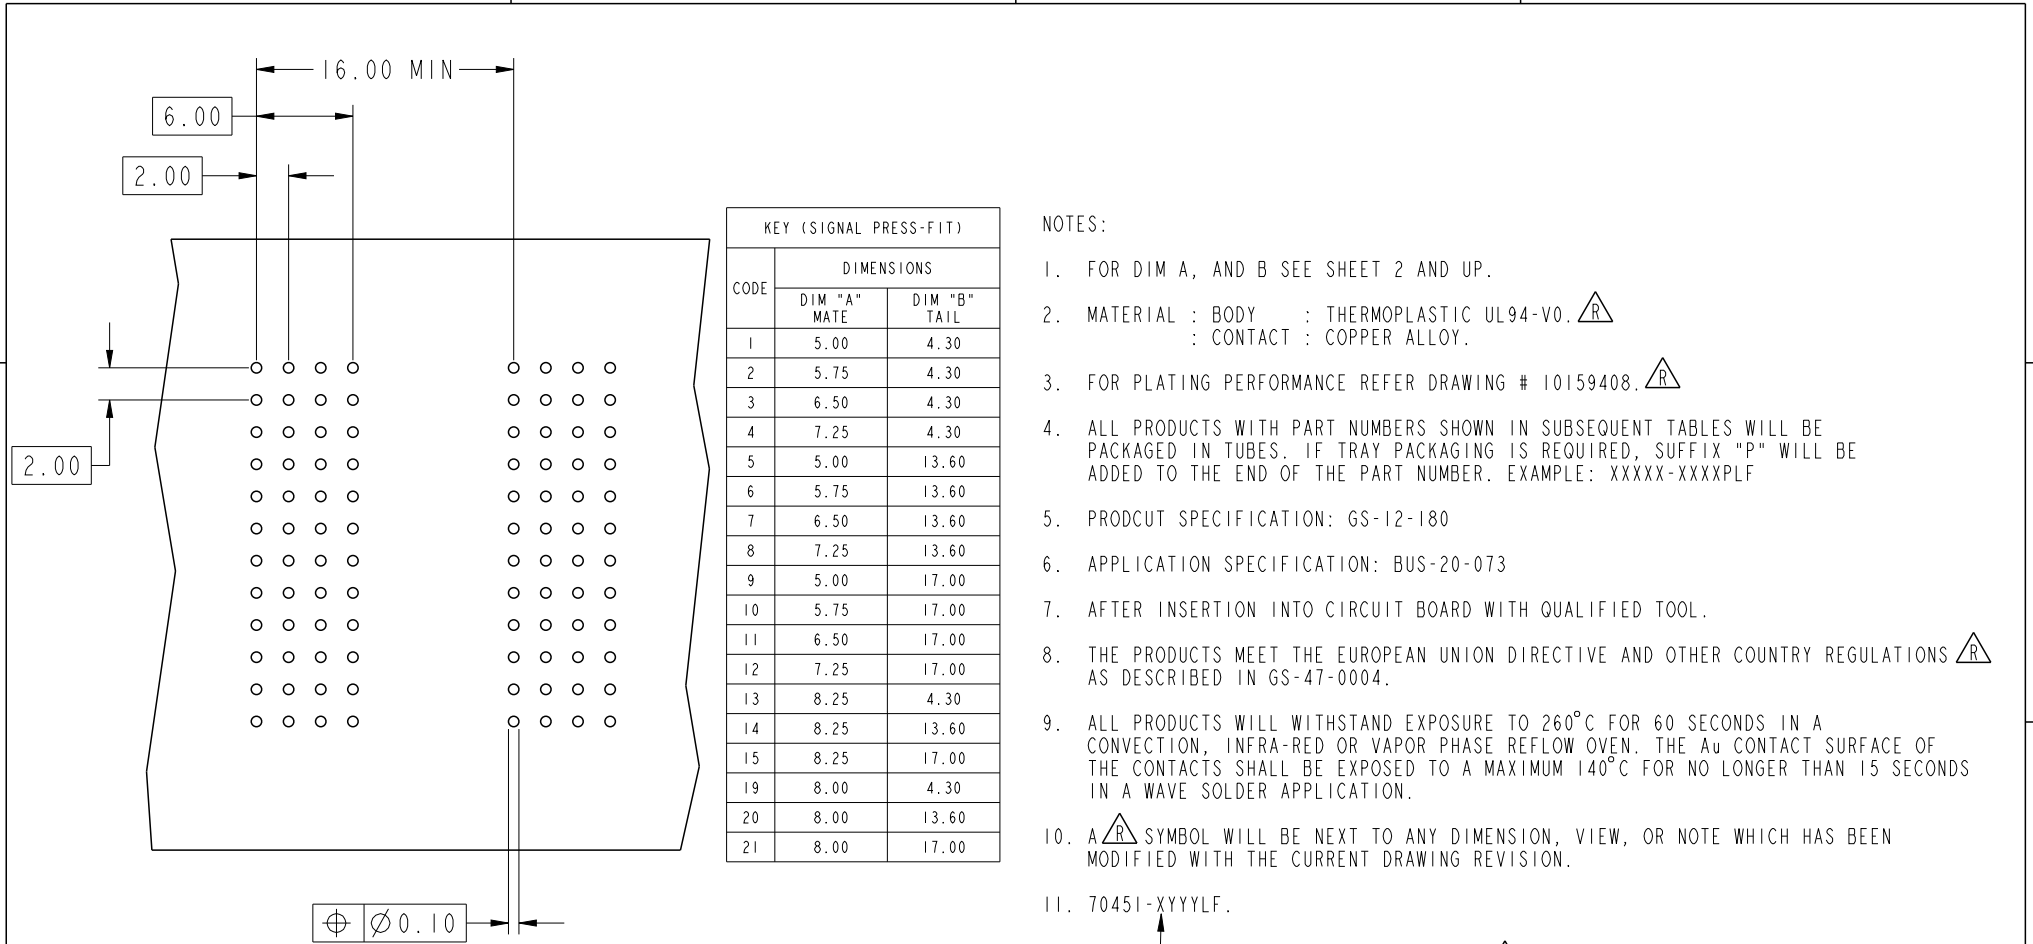 16.00 MIN
6.00
2.00
2.00
⌖ Ø0.10
KEY (SIGNAL PRESS-FIT)
CODE DIMENSIONS
DIM "A" MATE DIM "B" TAIL
1 5.00 4.30
2 5.75 4.30
3 6.50 4.30
4 7.25 4.30
5 5.00 13.60
6 5.75 13.60
7 6.50 13.60
8 7.25 13.60
9 5.00 17.00
10 5.75 17.00
11 6.50 17.00
12 7.25 17.00
13 8.25 4.30
14 8.25 13.60
15 8.25 17.00
19 8.00 4.30
20 8.00 13.60
21 8.00 17.00
NOTES:
1. FOR DIM A, AND B SEE SHEET 2 AND UP.
2. MATERIAL : BODY : THERMOPLASTIC UL94-V0. R
: CONTACT : COPPER ALLOY.
3. FOR PLATING PERFORMANCE REFER DRAWING # 10159408. R
4. ALL PRODUCTS WITH PART NUMBERS SHOWN IN SUBSEQUENT TABLES WILL BE
PACKAGED IN TUBES. IF TRAY PACKAGING IS REQUIRED, SUFFIX "P" WILL BE
ADDED TO THE END OF THE PART NUMBER. EXAMPLE: XXXXX-XXXXPLF
5. PRODCUT SPECIFICATION: GS-12-180
6. APPLICATION SPECIFICATION: BUS-20-073
7. AFTER INSERTION INTO CIRCUIT BOARD WITH QUALIFIED TOOL.
8. THE PRODUCTS MEET THE EUROPEAN UNION DIRECTIVE AND OTHER COUNTRY REGULATIONS R
AS DESCRIBED IN GS-47-0004.
9. ALL PRODUCTS WILL WITHSTAND EXPOSURE TO 260°C FOR 60 SECONDS IN A
CONVECTION, INFRA-RED OR VAPOR PHASE REFLOW OVEN. THE Au CONTACT SURFACE OF
THE CONTACTS SHALL BE EXPOSED TO A MAXIMUM 140°C FOR NO LONGER THAN 15 SECONDS
IN A WAVE SOLDER APPLICATION.
10. A R SYMBOL WILL BE NEXT TO ANY DIMENSION, VIEW, OR NOTE WHICH HAS BEEN
MODIFIED WITH THE CURRENT DRAWING REVISION.
11. 70451-XYYYLF.